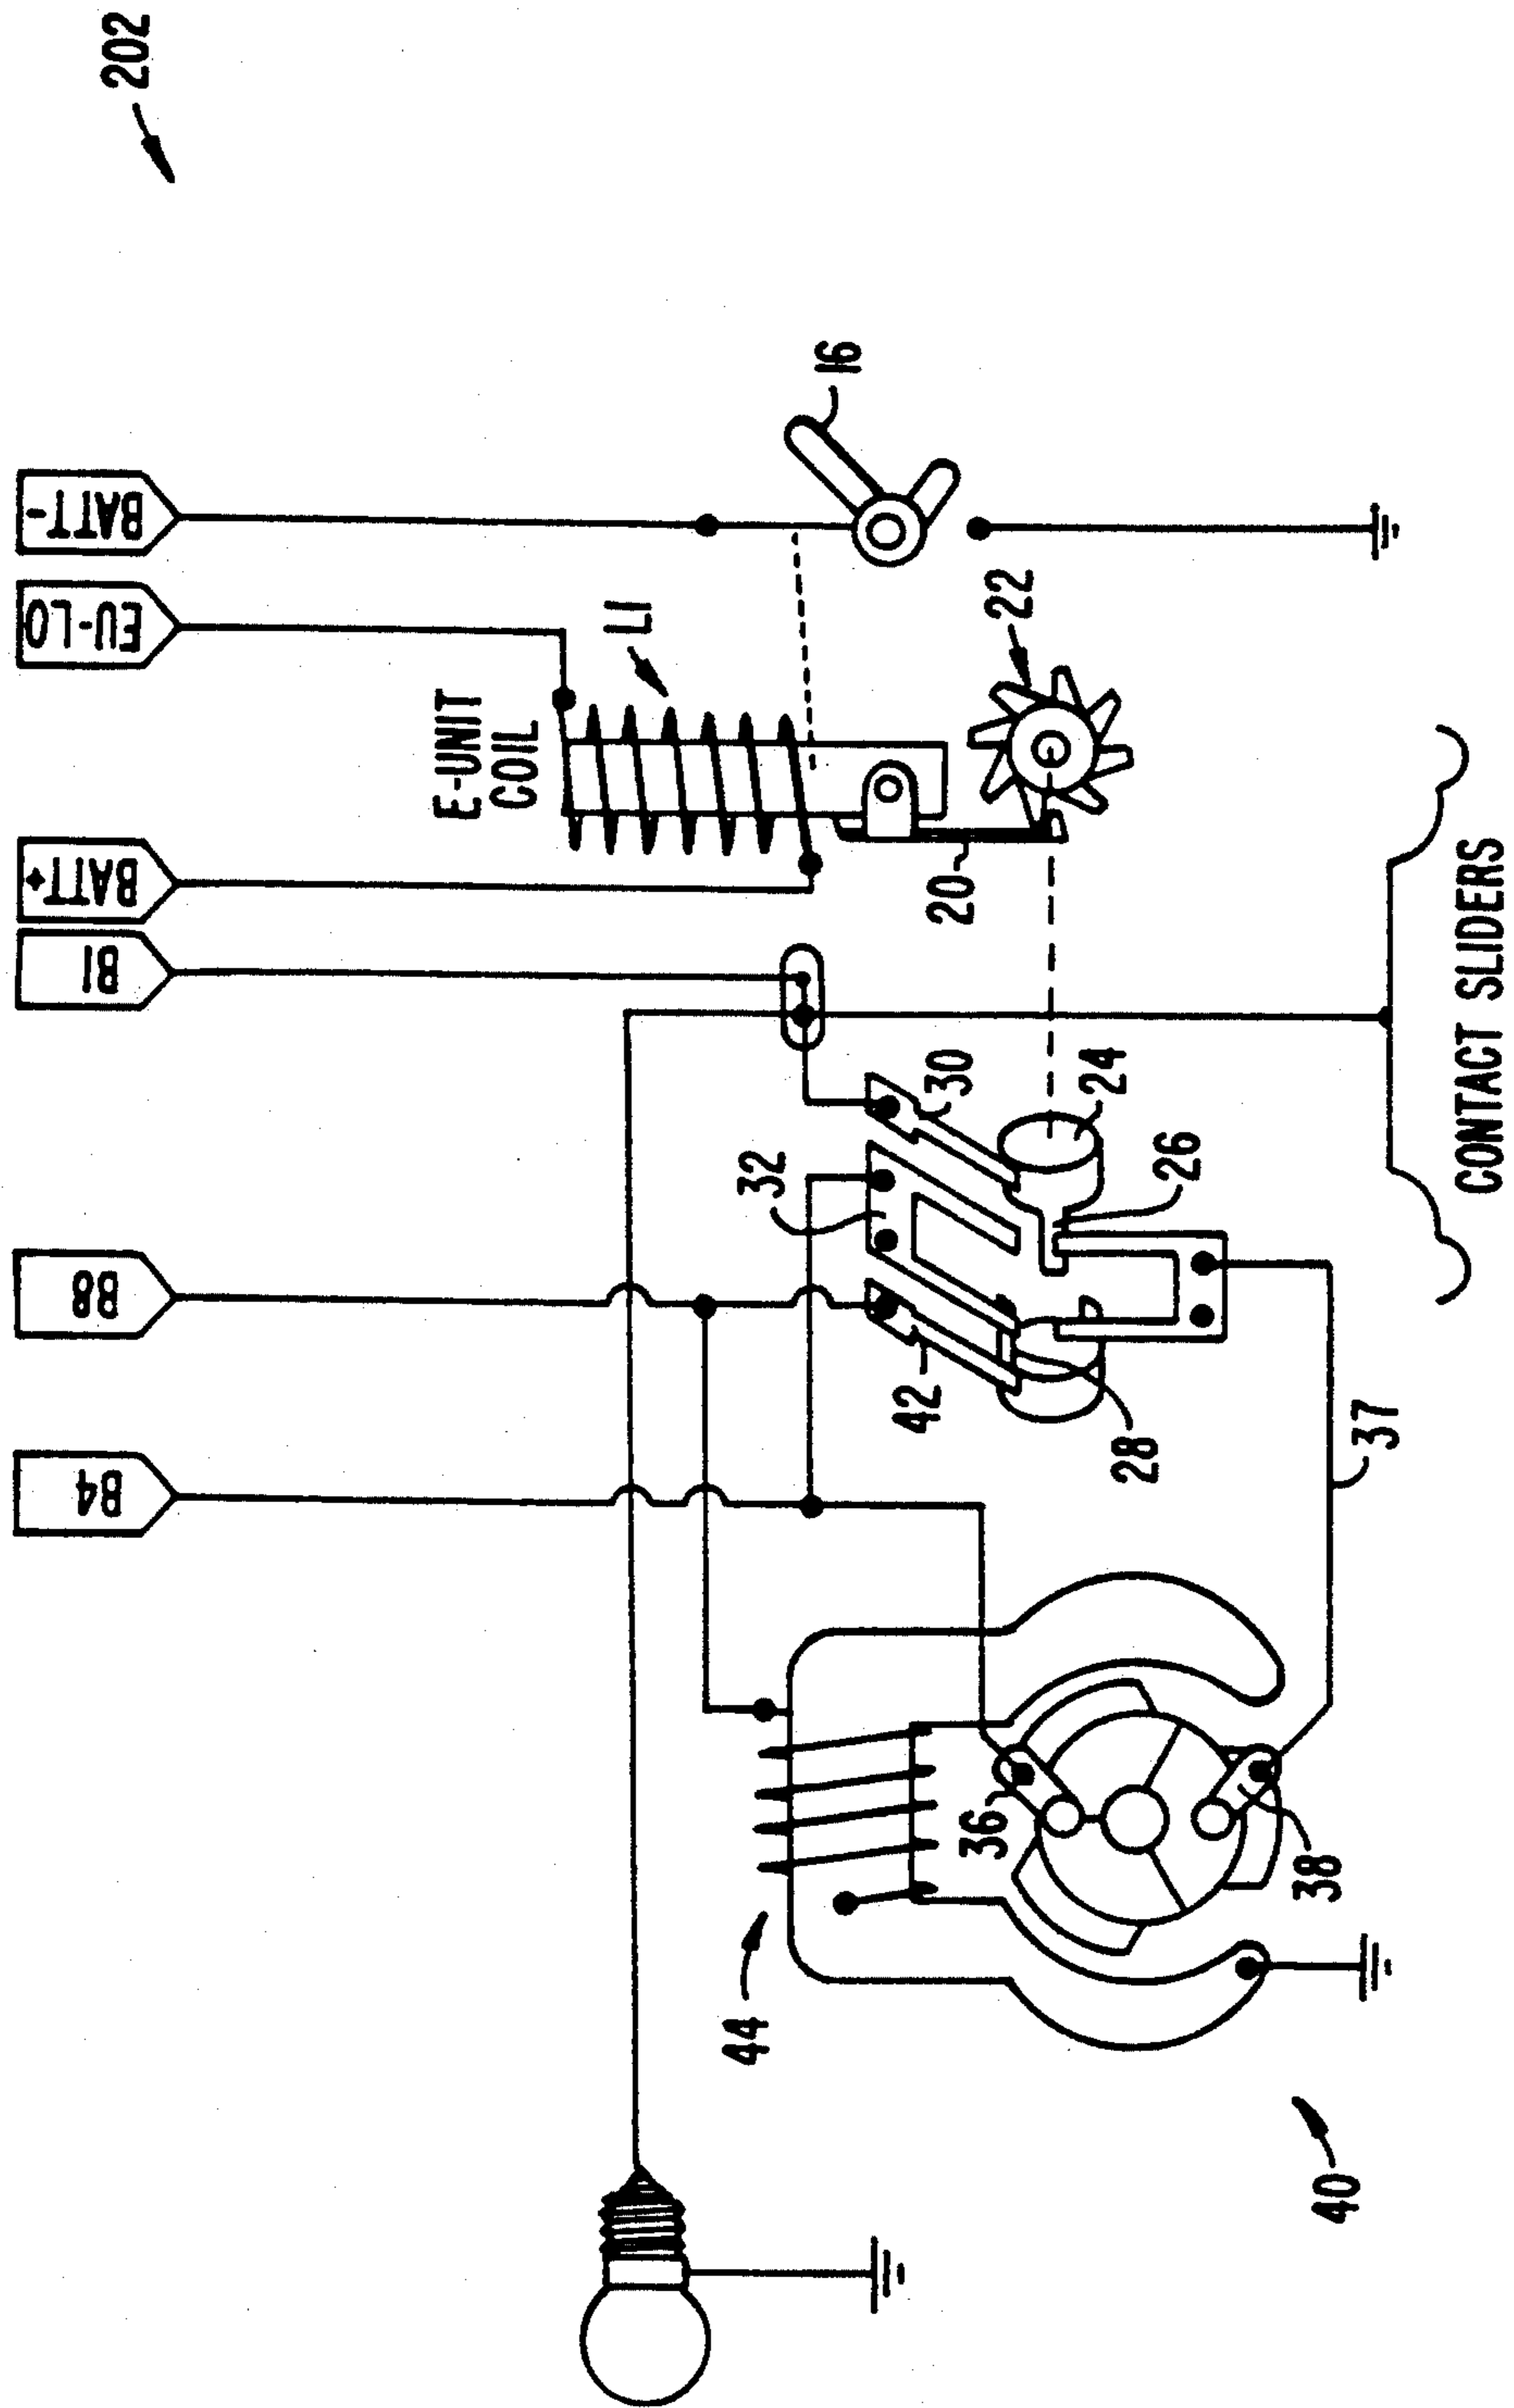 202
BATT-
EU-LO
BATT+
B1
B8
B4
E-UNIT
COIL
L1
16
22
20
30
24
32
26
42
28
37
CONTACT SLIDERS
44
36
38
40